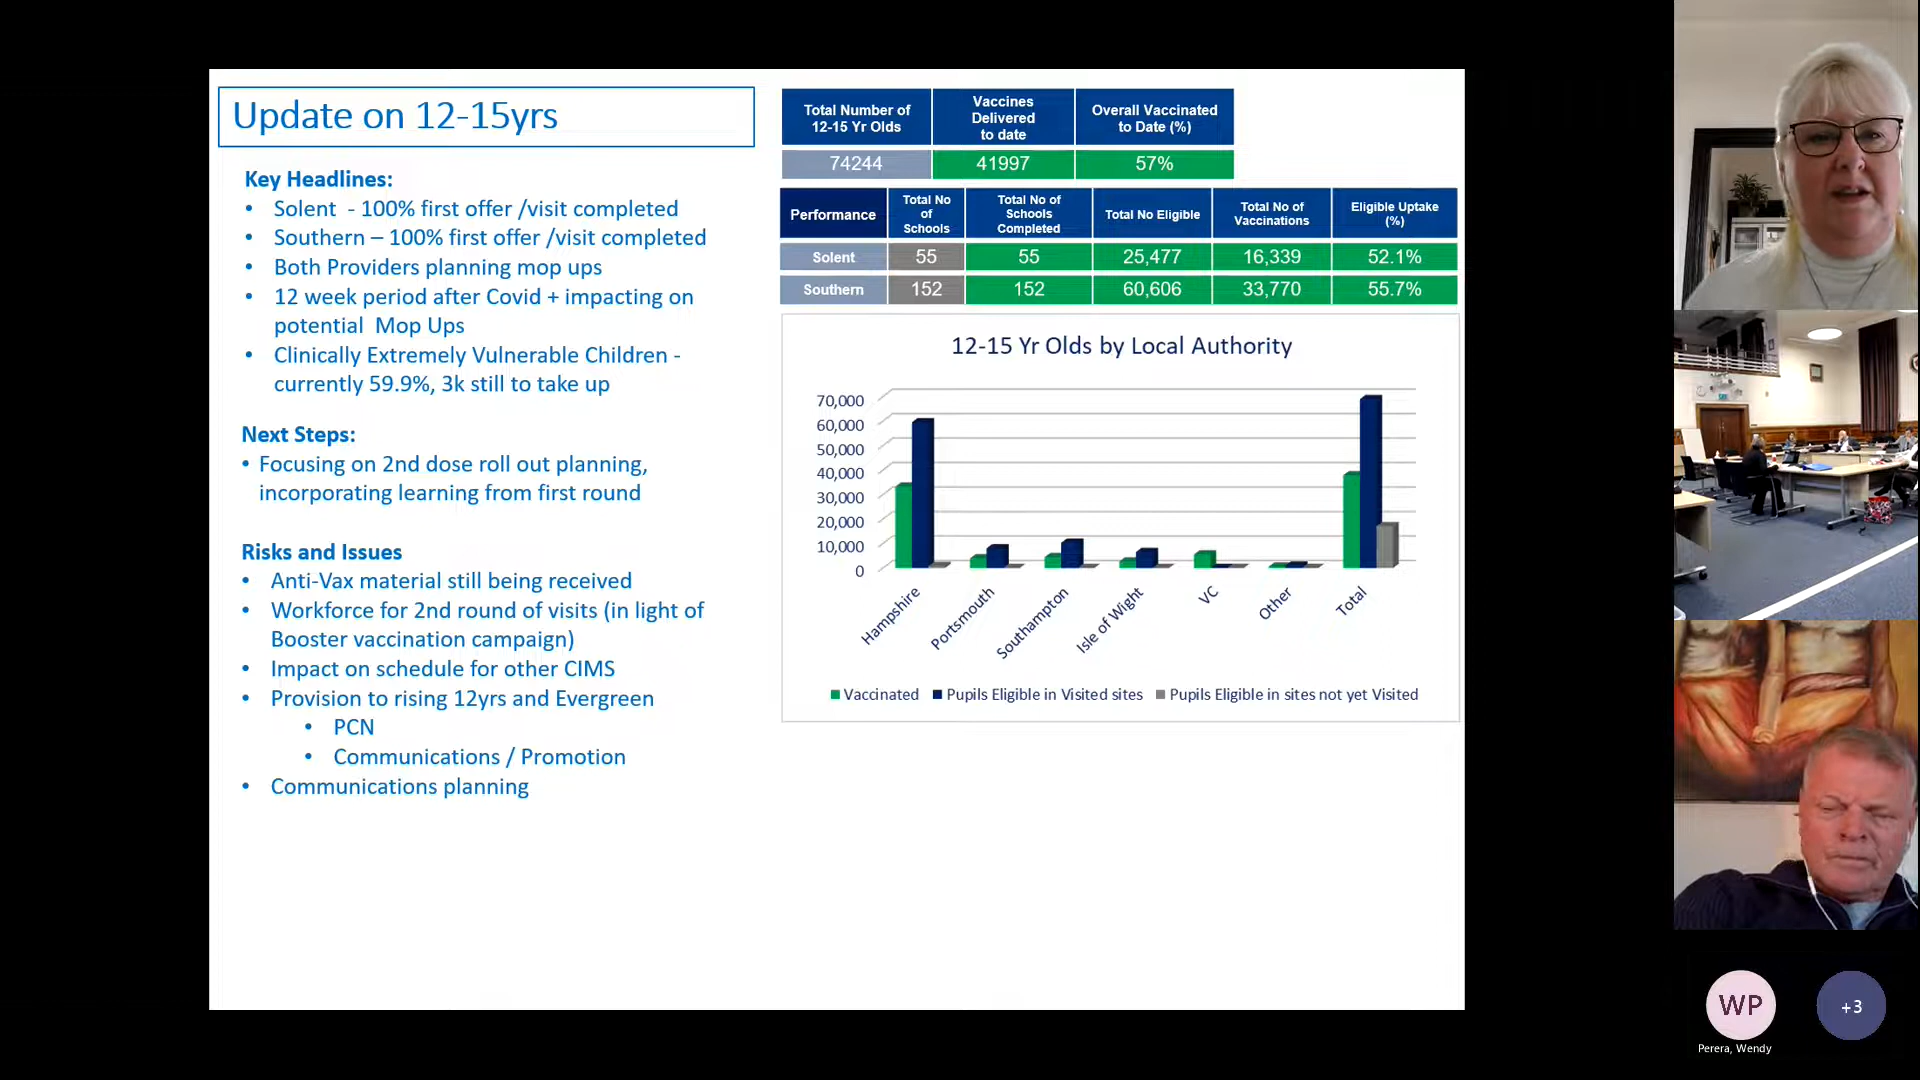 Update on 12-15yrs
Key Headlines:
• Solent - 100% first offer /visit completed
• Southern – 100% first offer /visit completed
• Both Providers planning mop ups
• 12 week period after Covid + impacting on
potential Mop Ups
• Clinically Extremely Vulnerable Children -
currently 59.9%, 3k still to take up
Next Steps:
• Focusing on 2nd dose roll out planning,
incorporating learning from first round
Risks and Issues
• Anti-Vax material still being received
• Workforce for 2nd round of visits (in light of
Booster vaccination campaign)
• Impact on schedule for other CIMS
• Provision to rising 12yrs and Evergreen
• PCN
• Communications / Promotion
• Communications planning
Total Number of
12-15 Yr Olds
Vaccines
Delivered
to date
Overall Vaccinated
to Date (%)
74244 41997 57%
Performance
Total No
of
Schools
Total No of
Schools
Completed
Total No Eligible
Total No of
Vaccinations
Eligible Uptake
(%)
Solent 55 55 25,477 16,339 52.1%
Southern 152 152 60,606 33,770 55.7%
12-15 Yr Olds by Local Authority
70,000
60,000
50,000
40,000
30,000
20,000
10,000
0
Hampshire
Portsmouth
Southampton
Isle of Wight
VC
Other
Total
Vaccinated Pupils Eligible in Visited sites Pupils Eligible in sites not yet Visited
WP
+3
Perera, Wendy